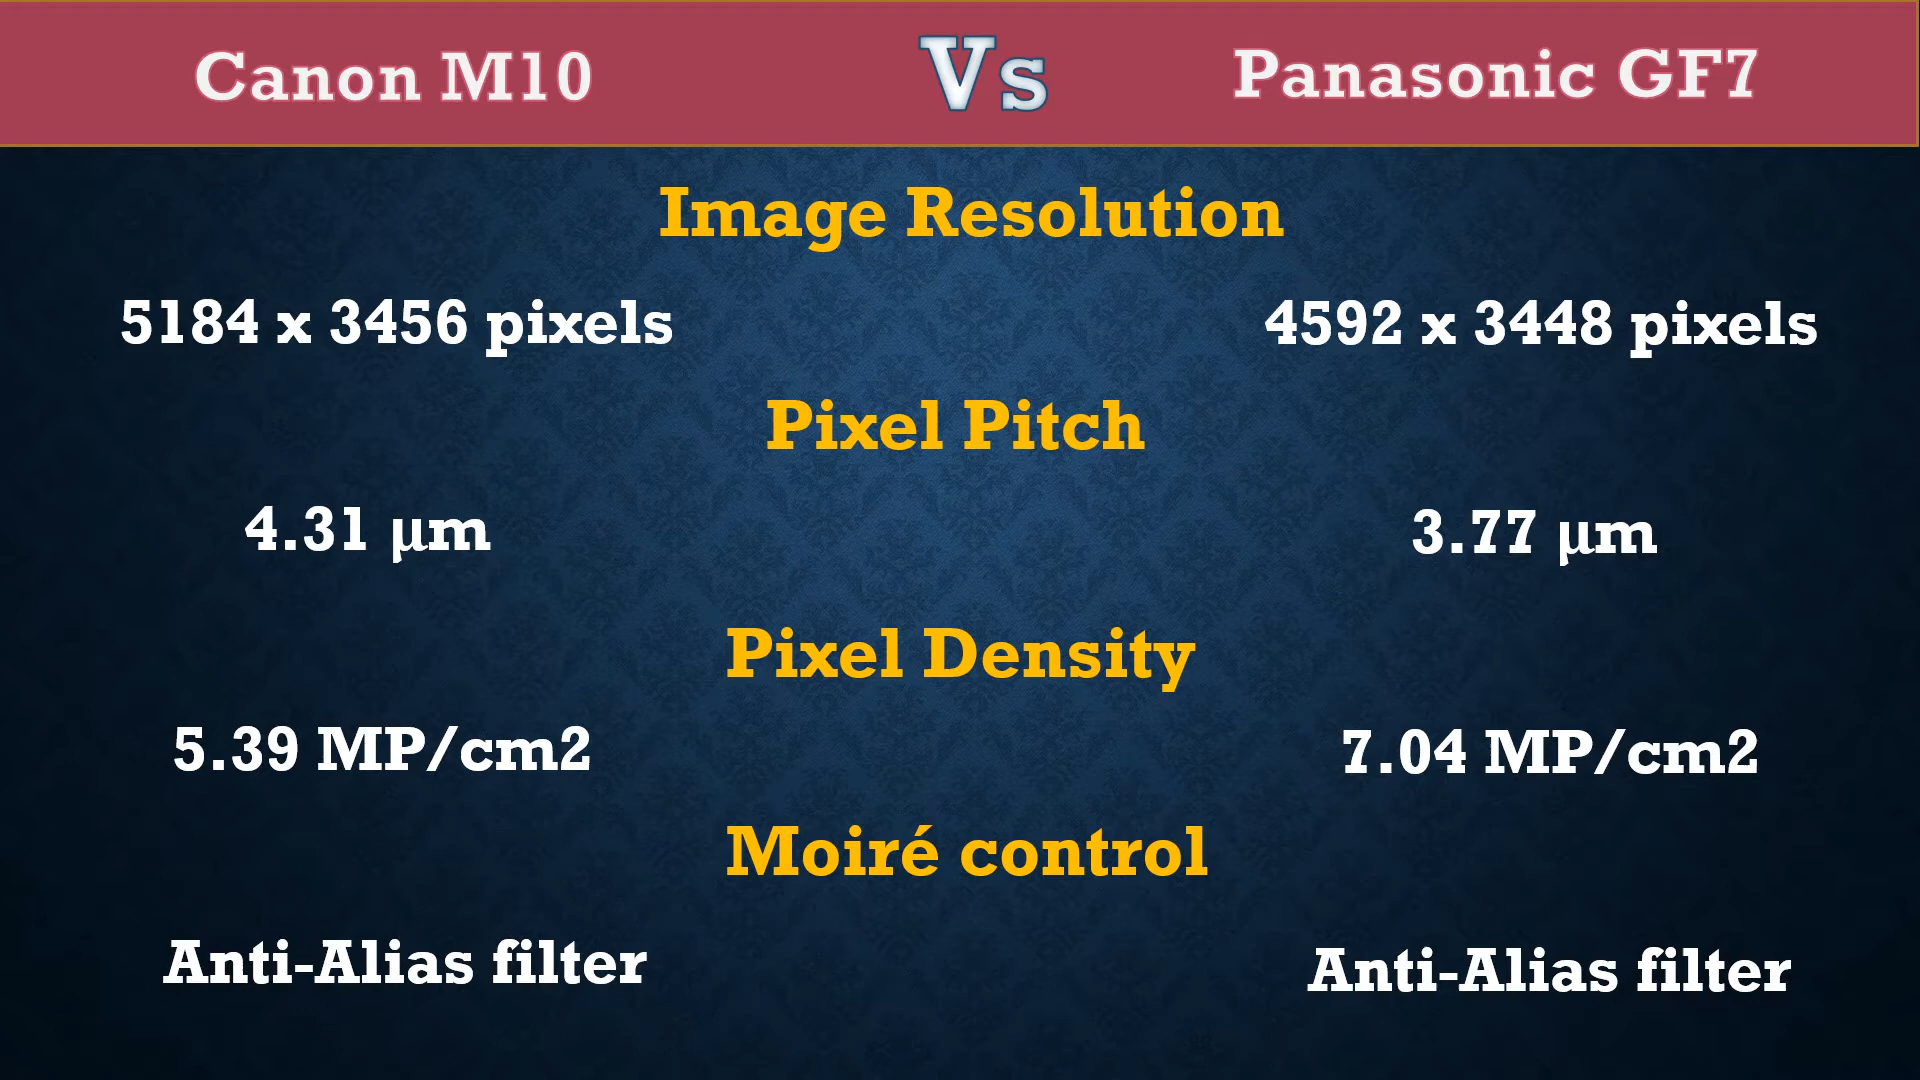 Canon M10 Vs Panasonic GF7
Image Resolution
5184 x 3456 pixels 4592 x 3448 pixels
Pixel Pitch
4.31 µm 3.77 µm
Pixel Density
5.39 MP/cm2 7.04 MP/cm2
Moiré control
Anti-Alias filter Anti-Alias filter